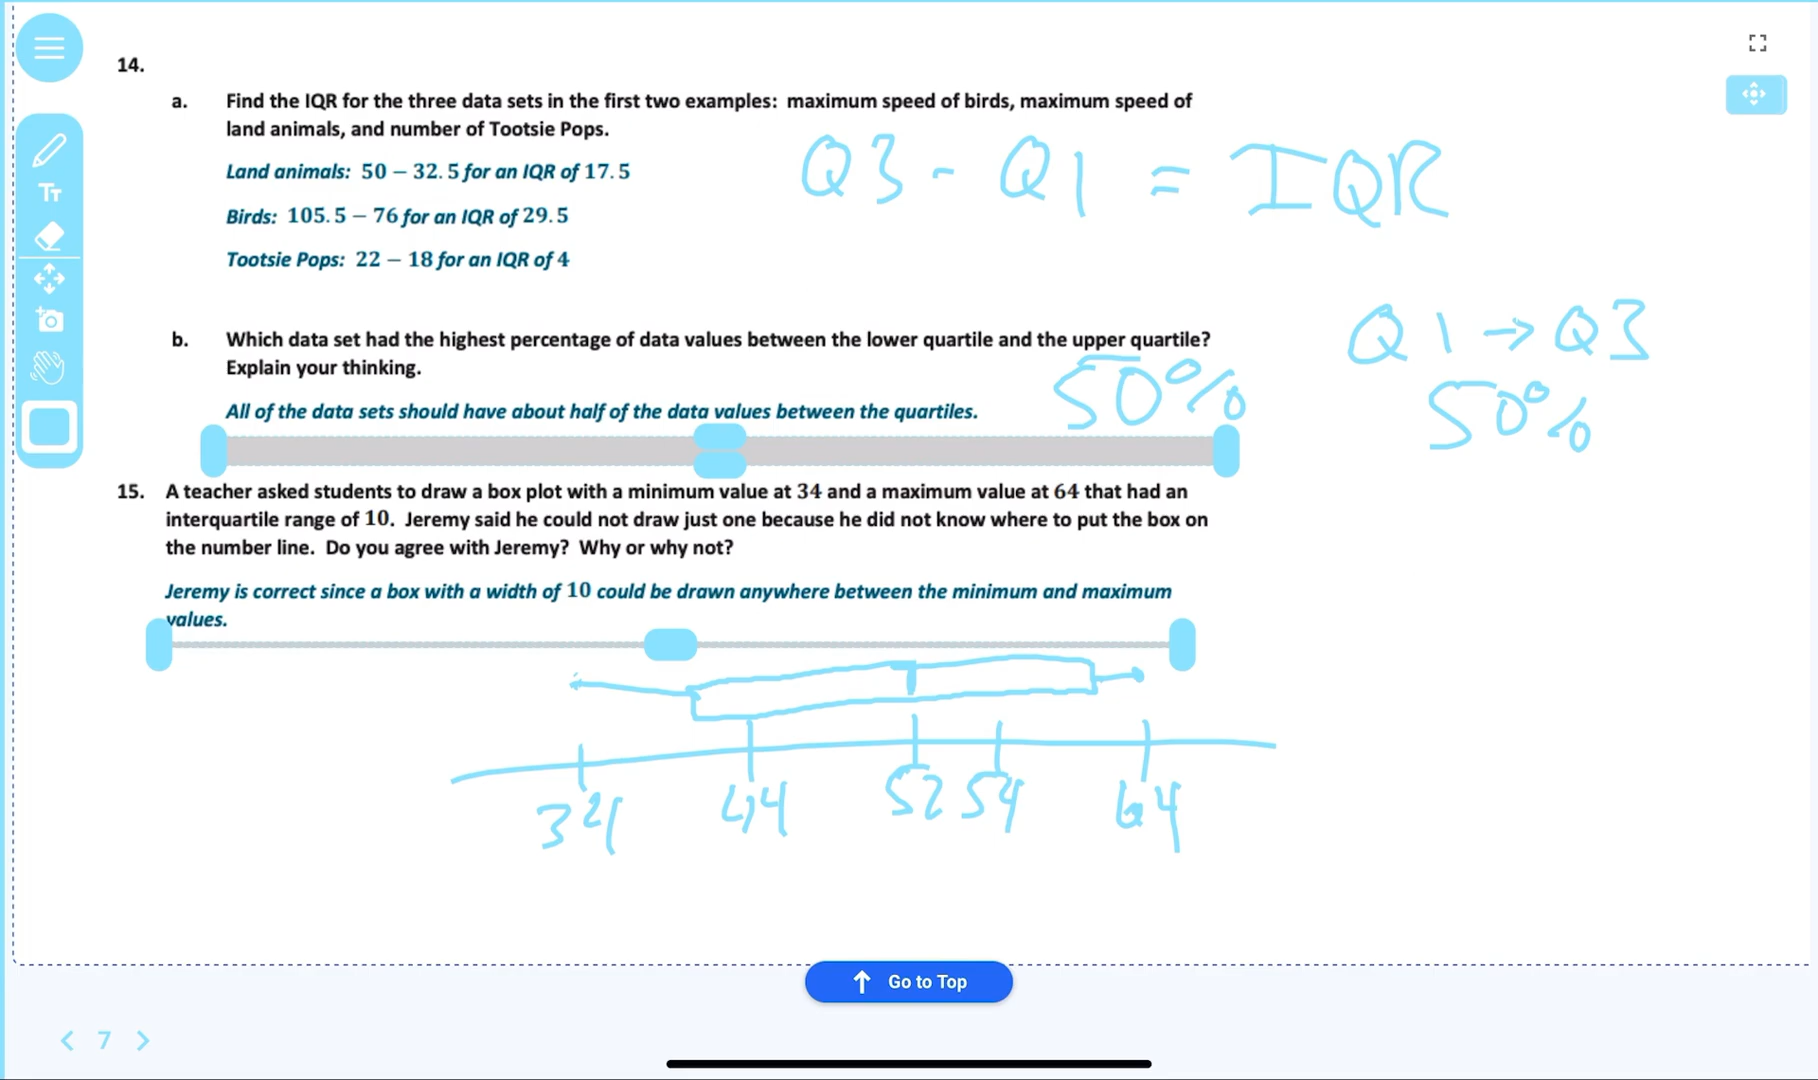 14.
a. Find the IQR for the three data sets in the first two examples: maximum speed of birds, maximum speed of
land animals, and number of Tootsie Pops.
Q3 - Q1 = IQR
Land animals: 50 – 32.5 for an IQR of 17.5
Birds: 105.5 – 76 for an IQR of 29.5
Tootsie Pops: 22 – 18 for an IQR of 4
Q1 → Q3
50%
b. Which data set had the highest percentage of data values between the lower quartile and the upper quartile?
Explain your thinking.
50%
All of the data sets should have about half of the data values between the quartiles.
15. A teacher asked students to draw a box plot with a minimum value at 34 and a maximum value at 64 that had an
interquartile range of 10. Jeremy said he could not draw just one because he did not know where to put the box on
the number line. Do you agree with Jeremy? Why or why not?
Jeremy is correct since a box with a width of 10 could be drawn anywhere between the minimum and maximum
values.
34 44 52 54 64
↑ Go to Top
< 7 >
TT